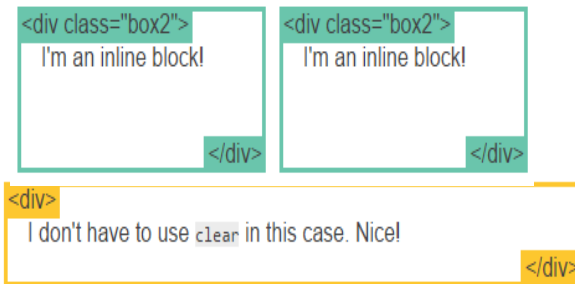 <div class="box2"> <div class="box2">
I'm an inline block! I'm an inline block!
</div> </div>
<div>
I don't have to use clear in this case. Nice!
</div>